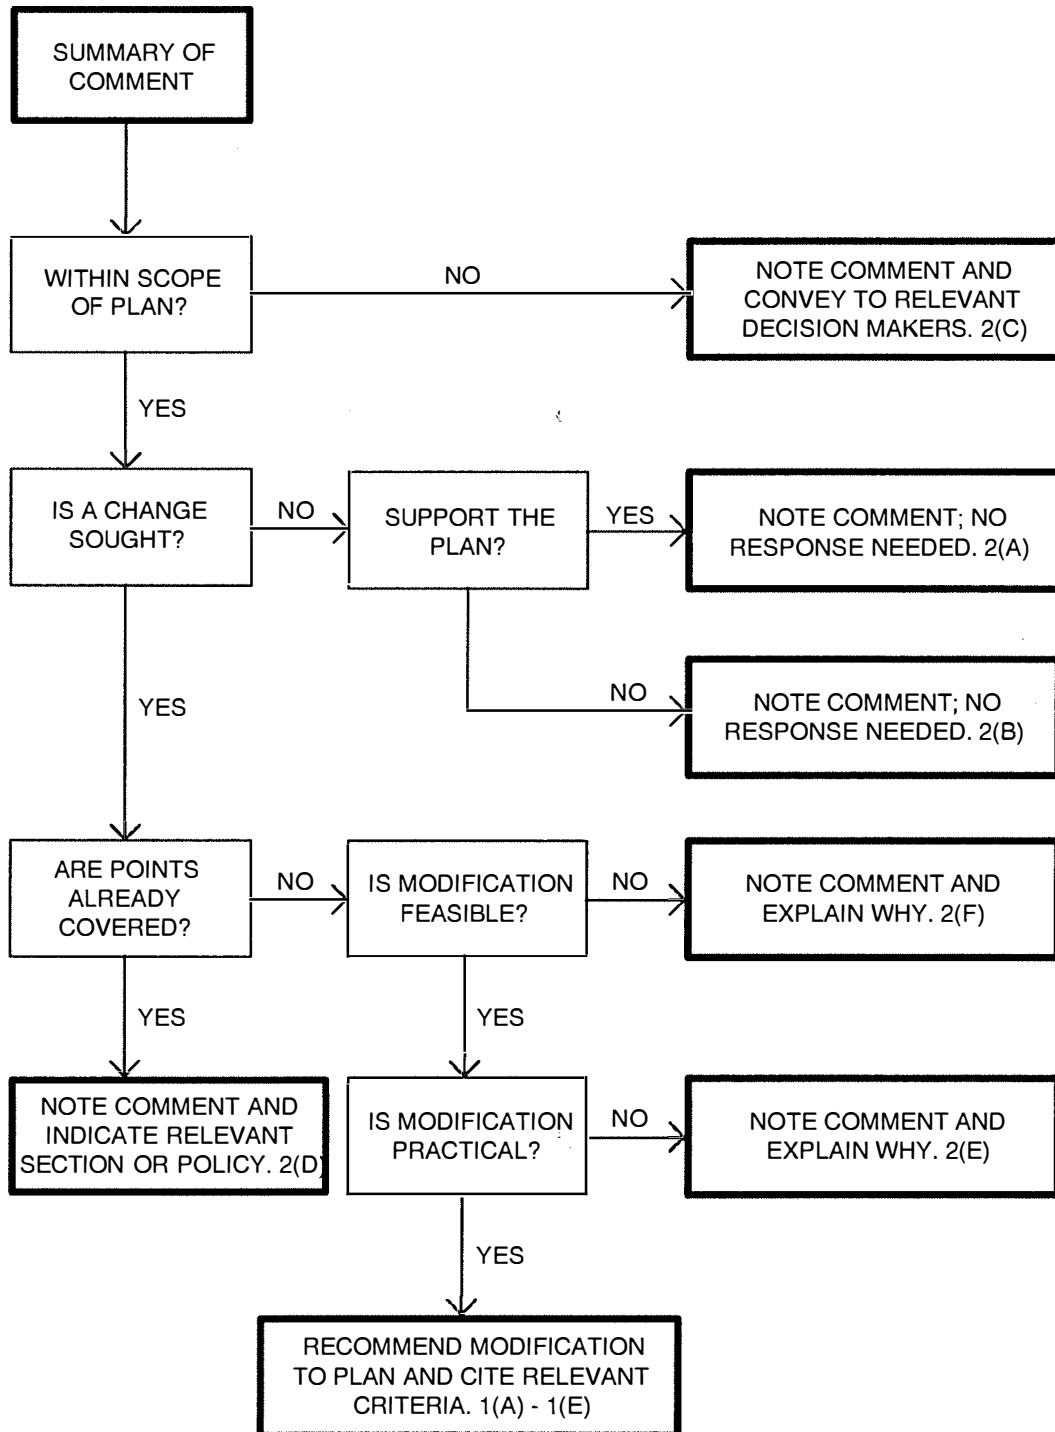 SUMMARY OF
COMMENT
WITHIN SCOPE
OF PLAN?
NO
NOTE COMMENT AND
CONVEY TO RELEVANT
DECISION MAKERS. 2(C)
YES
IS A CHANGE
SOUGHT?
NO
SUPPORT THE
PLAN?
YES
NOTE COMMENT; NO
RESPONSE NEEDED. 2(A)
YES
NO
NOTE COMMENT; NO
RESPONSE NEEDED. 2(B)
ARE POINTS
ALREADY
COVERED?
NO
IS MODIFICATION
FEASIBLE?
NO
NOTE COMMENT AND
EXPLAIN WHY. 2(F)
YES
YES
NOTE COMMENT AND
INDICATE RELEVANT
SECTION OR POLICY. 2(D)
IS MODIFICATION
PRACTICAL?
NO
NOTE COMMENT AND
EXPLAIN WHY. 2(E)
YES
RECOMMEND MODIFICATION
TO PLAN AND CITE RELEVANT
CRITERIA. 1(A) - 1(E)